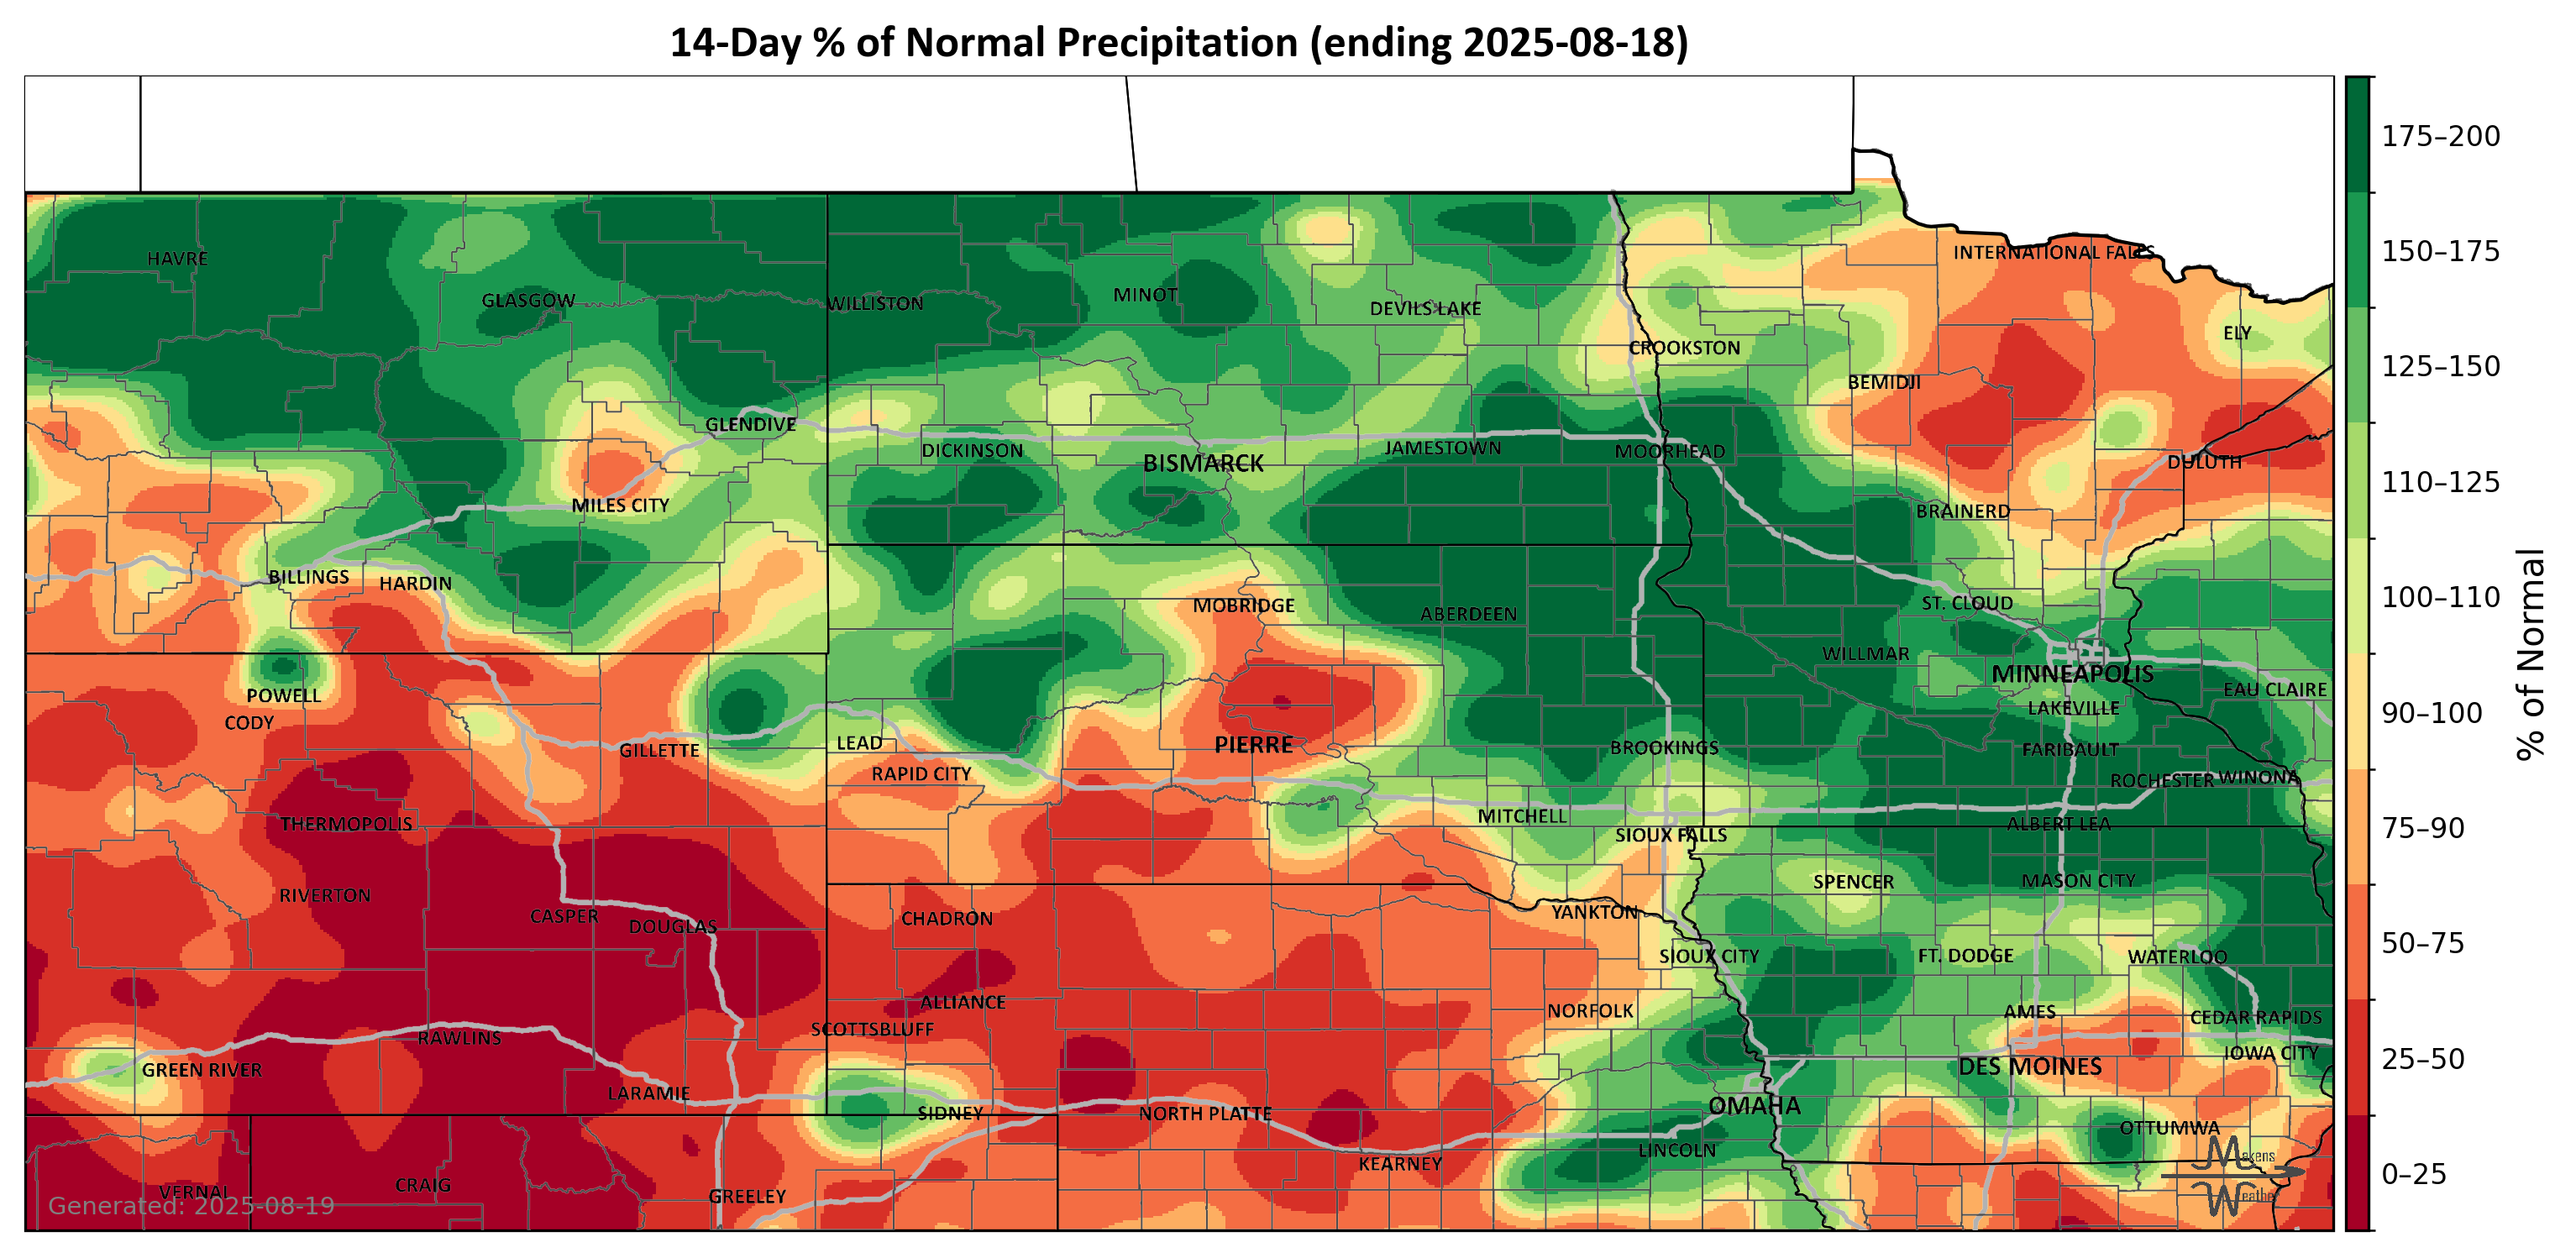 14-Day % of Normal Precipitation (ending 2025-08-18)
175–200
150–175
125–150
110–125
100–110
90–100
75–90
50–75
25–50
0–25
% of Normal
HAVRE
INTERNATIONAL FALLS
GLASGOW
WILLISTON
MINOT
DEVILS LAKE
ELY
CROOKSTON
BEMIDJI
GLENDIVE
DICKINSON
BISMARCK
JAMESTOWN
MOORHEAD
DULUTH
MILES CITY
BRAINERD
BILLINGS
HARDIN
MOBRIDGE
ABERDEEN
ST. CLOUD
WILLMAR
MINNEAPOLIS
POWELL
EAU CLAIRE
CODY
LAKEVILLE
GILLETTE
LEAD
PIERRE
BROOKINGS
FARIBAULT
RAPID CITY
ROCHESTER
WINONA
THERMOPOLIS
MITCHELL
SIOUX FALLS
ALBERT LEA
RIVERTON
SPENCER
MASON CITY
CASPER
DOUGLAS
CHADRON
YANKTON
SIOUX CITY
FT. DODGE
WATERLOO
ALLIANCE
NORFOLK
AMES
CEDAR RAPIDS
SCOTTSBLUFF
RAWLINS
IOWA CITY
GREEN RIVER
DES MOINES
LARAMIE
SIDNEY
NORTH PLATTE
OMAHA
OTTUMWA
LINCOLN
KEARNEY
VERNAL
CRAIG
GREELEY
Generated: 2025-08-19
Makens
Weather